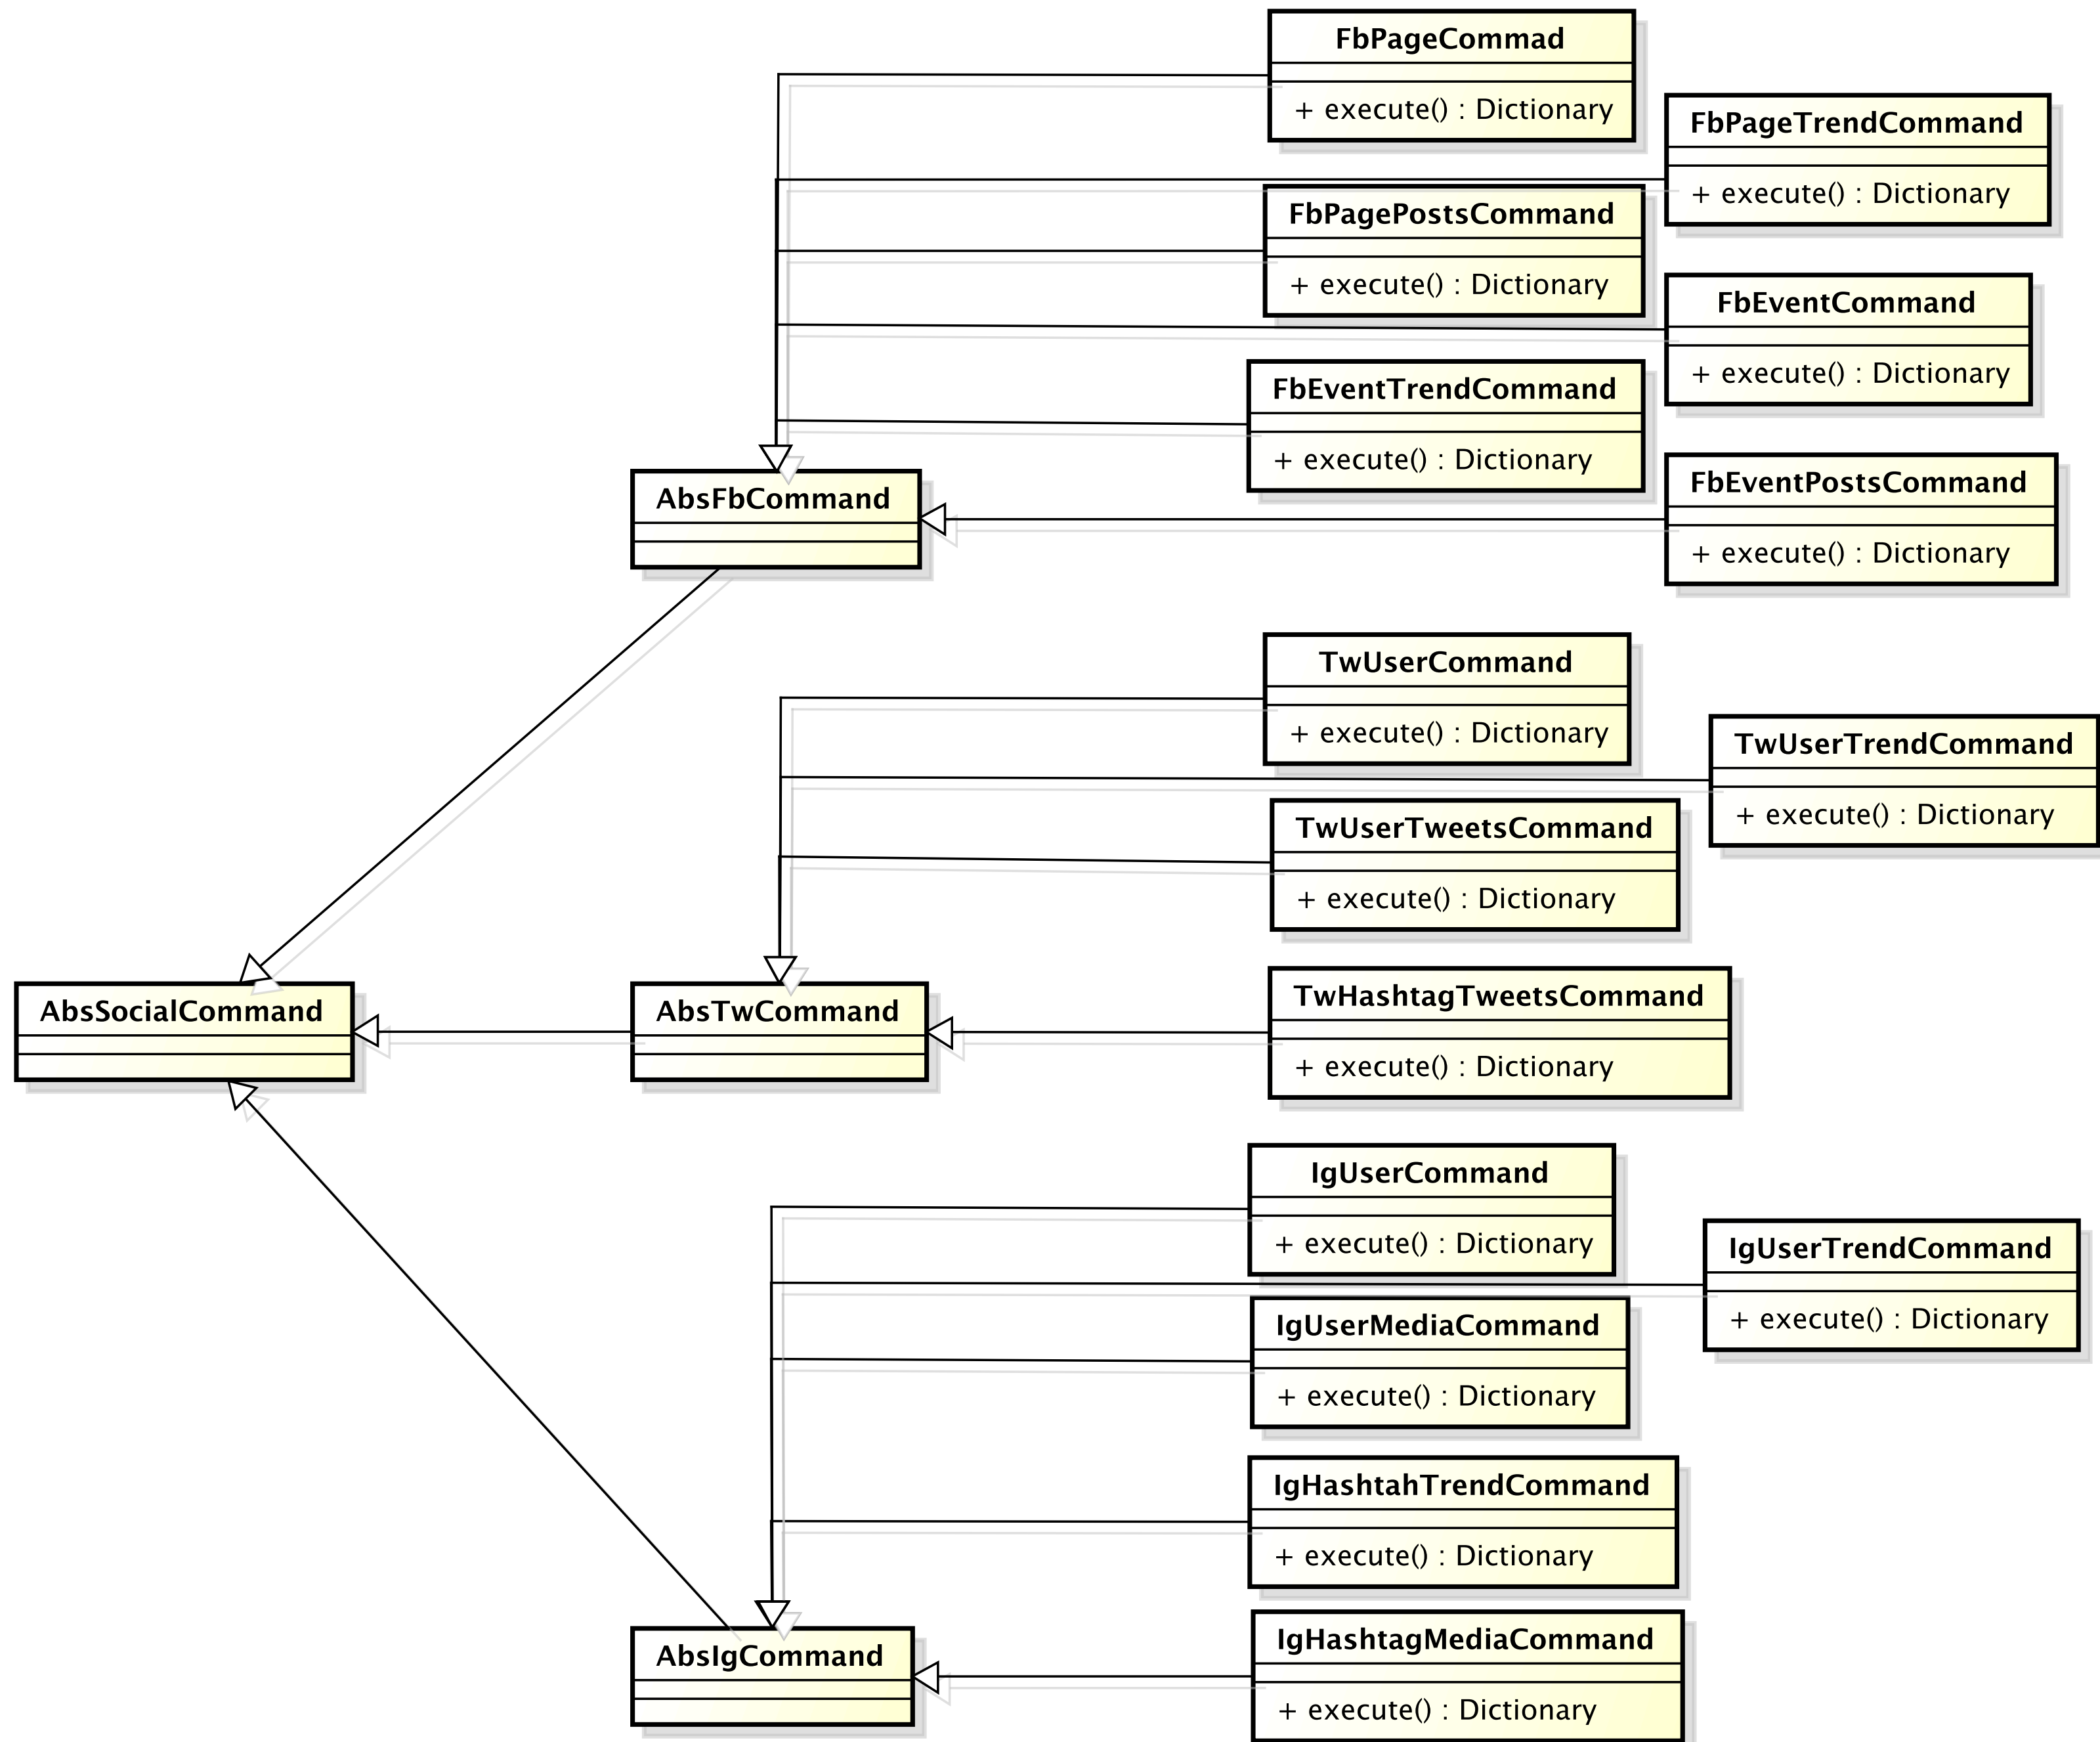 FbPageCommad
+ execute() : Dictionary
FbPageTrendCommand
+ execute() : Dictionary
FbPagePostsCommand
+ execute() : Dictionary
FbEventCommand
+ execute() : Dictionary
FbEventTrendCommand
+ execute() : Dictionary
FbEventPostsCommand
+ execute() : Dictionary
AbsFbCommand
TwUserCommand
+ execute() : Dictionary
TwUserTrendCommand
+ execute() : Dictionary
TwUserTweetsCommand
+ execute() : Dictionary
TwHashtagTweetsCommand
+ execute() : Dictionary
AbsSocialCommand
AbsTwCommand
IgUserCommand
+ execute() : Dictionary
IgUserTrendCommand
+ execute() : Dictionary
IgUserMediaCommand
+ execute() : Dictionary
IgHashtahTrendCommand
+ execute() : Dictionary
IgHashtagMediaCommand
+ execute() : Dictionary
AbsIgCommand